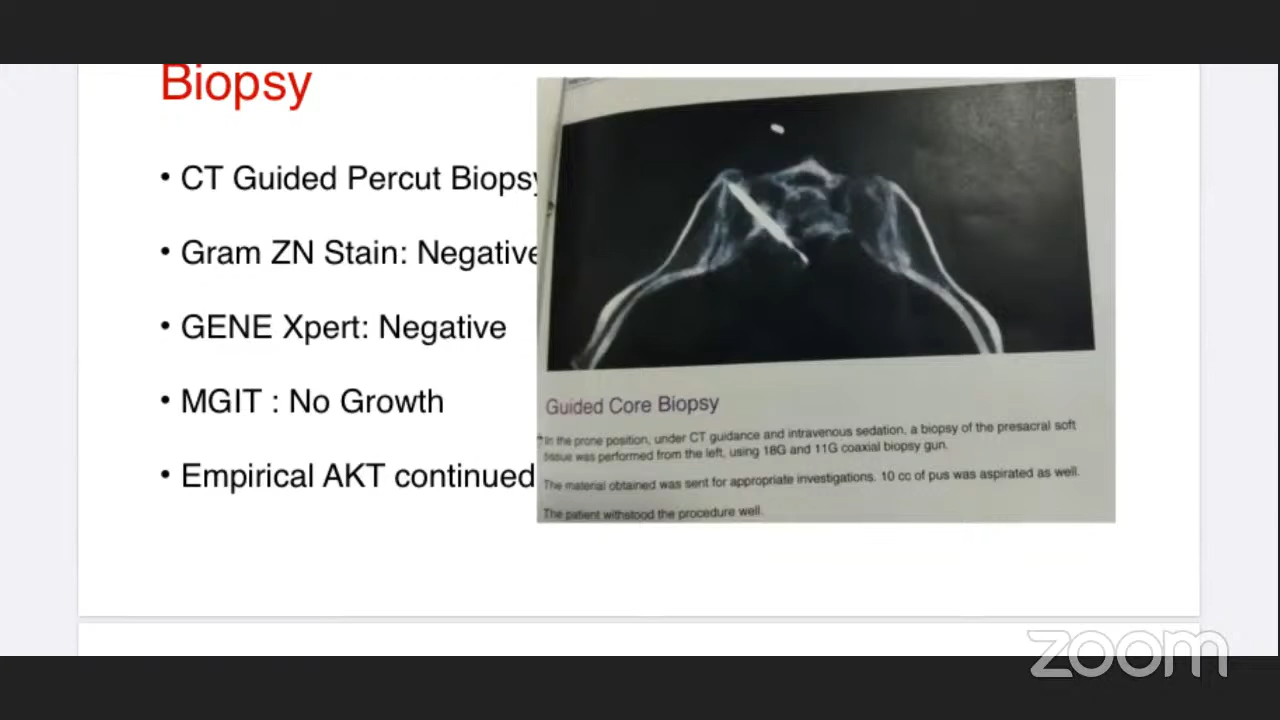 Biopsy
• CT Guided Percut Biopsy
• Gram ZN Stain: Negative
• GENE Xpert: Negative
• MGIT : No Growth
• Empirical AKT continued
Guided Core Biopsy
In the prone position, under CT guidance and intravenous sedation, a biopsy of the presacral soft
tissue was performed from the left, using 18G and 11G coaxial biopsy gun.
The material obtained was sent for appropriate investigations. 10 cc of pus was aspirated as well.
The patient withstood the procedure well.
zoom